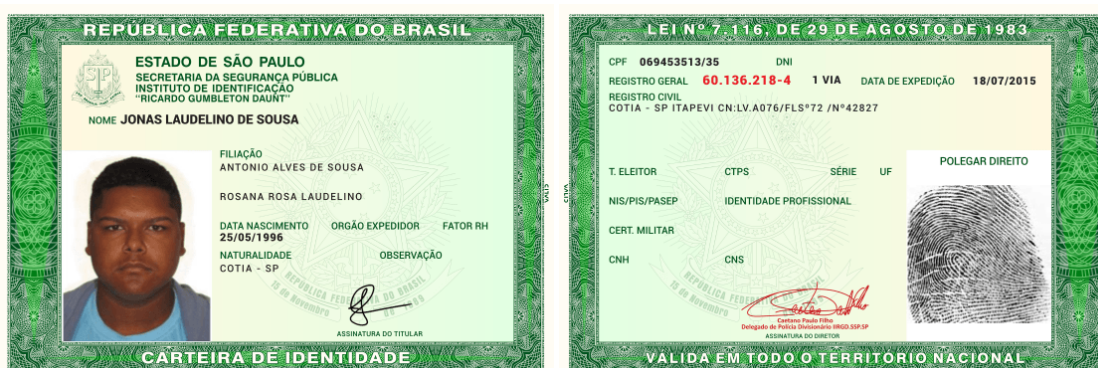 REPÚBLICA FEDERATIVA DO BRASIL
ESTADO DE SÃO PAULO
SECRETARIA DA SEGURANÇA PÚBLICA
INSTITUTO DE IDENTIFICAÇÃO
"RICARDO GUMBLETON DAUNT"
NOME JONAS LAUDELINO DE SOUSA
FILIAÇÃO
ANTONIO ALVES DE SOUSA
ROSANA ROSA LAUDELINO
DATA NASCIMENTO ORGÃO EXPEDIDOR FATOR RH
25/05/1996
NATURALIDADE OBSERVAÇÃO
COTIA - SP
ASSINATURA DO TITULAR
CARTEIRA DE IDENTIDADE
LEI Nº 7.116, DE 29 DE AGOSTO DE 1983
CPF 069453513/35 DNI
REGISTRO GERAL 60.136.218-4 1 VIA DATA DE EXPEDIÇÃO 18/07/2015
REGISTRO CIVIL
COTIA - SP ITAPEVI CN:LV.A076/FLSº72 /Nº42827
POLEGAR DIREITO
T. ELEITOR CTPS SÉRIE UF
NIS/PIS/PASEP IDENTIDADE PROFISSIONAL
CERT. MILITAR
CNH CNS
Caetano Paulo Filho
Delegado de Polícia Divisionário IIRGD.SSP.SP
ASSINATURA DO DIRETOR
VÁLIDA EM TODO O TERRITÓRIO NACIONAL